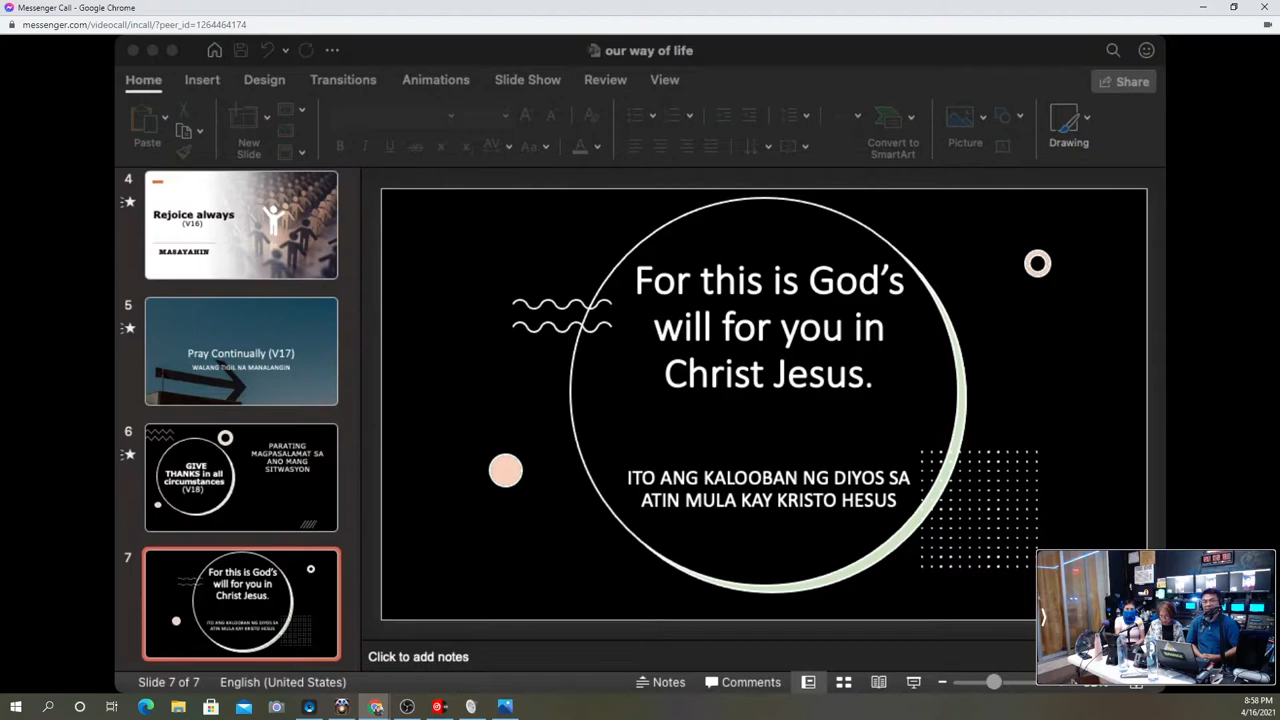 Messenger Call - Google Chrome
messenger.com/videocall/incall/?peer_id=1264464174
our way of life
Home Insert Design Transitions Animations Slide Show Review View
Share
Paste
New
Slide
Convert to
SmartArt
Picture
Drawing
4
Rejoice always
(V16)
MASAYAHIN
5
Pray Continually (V17)
WALANG TIGIL NA MANALANGIN
6
GIVE
THANKS in all
circumstances
(V18)
PARATING
MAGPASALAMAT SA
ANO MANG
SITWASYON
7
For this is God's
will for you in
Christ Jesus.
ITO ANG KALOOBAN NG DIYOS SA
ATIN MULA KAY KRISTO HESUS
For this is God’s
will for you in
Christ Jesus.
ITO ANG KALOOBAN NG DIYOS SA
ATIN MULA KAY KRISTO HESUS
Click to add notes
Slide 7 of 7
English (United States)
Notes
Comments
8:58 PM
4/16/2021